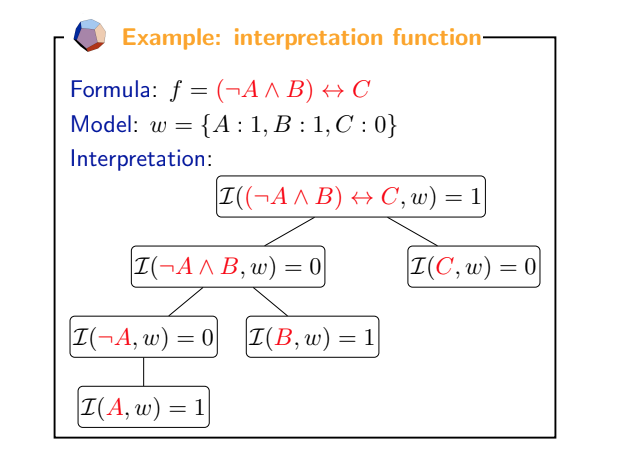 Example: interpretation function
Formula: f = (¬A ∧ B) ↔ C
Model: w = {A : 1, B : 1, C : 0}
Interpretation:
ℐ((¬A ∧ B) ↔ C, w) = 1
ℐ(¬A ∧ B, w) = 0
ℐ(C, w) = 0
ℐ(¬A, w) = 0
ℐ(B, w) = 1
ℐ(A, w) = 1